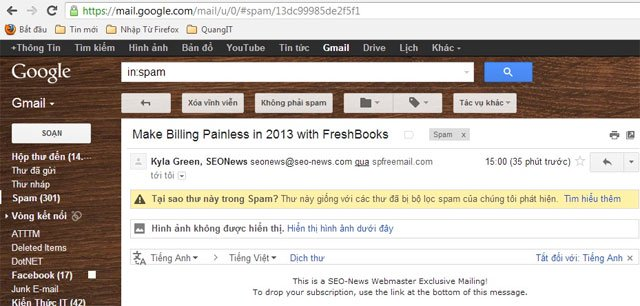 https://mail.google.com/mail/u/0/#spam/13dc99985de2f5f1
Bắt đầu Tin mới Nhập Từ Firefox QuangIT
+Thông Tin Tìm kiếm Hình ảnh Bản đồ YouTube Tin tức Gmail Drive Lịch Khác
Google in:spam
Gmail Xóa vĩnh viễn Không phải spam Tác vụ khác
SOẠN Make Billing Painless in 2013 with FreshBooks Spam x
Hộp thư đến (14.... Kyla Green, SEONews seonews@seo-news.com qua spfreemail.com 15:00 (35 phút trước)
Thư đã gửi tới tôi
Thư nháp
Spam (301) Tại sao thư này trong Spam? Thư này giống với các thư đã bị bộ lọc spam của chúng tôi phát hiện. Tìm hiểu thêm
Vòng kết nối
ATTTM Hình ảnh không được hiển thị. Hiển thị hình ảnh dưới đây
Deleted Items
DotNET Tiếng Anh > Tiếng Việt Dịch thư Tắt đối với: Tiếng Anh x
Facebook (17)
Junk E-mail This is a SEO-News Webmaster Exclusive Mailing!
Kiến Thức IT (42) To drop your subscription, use the link at the bottom of this message.